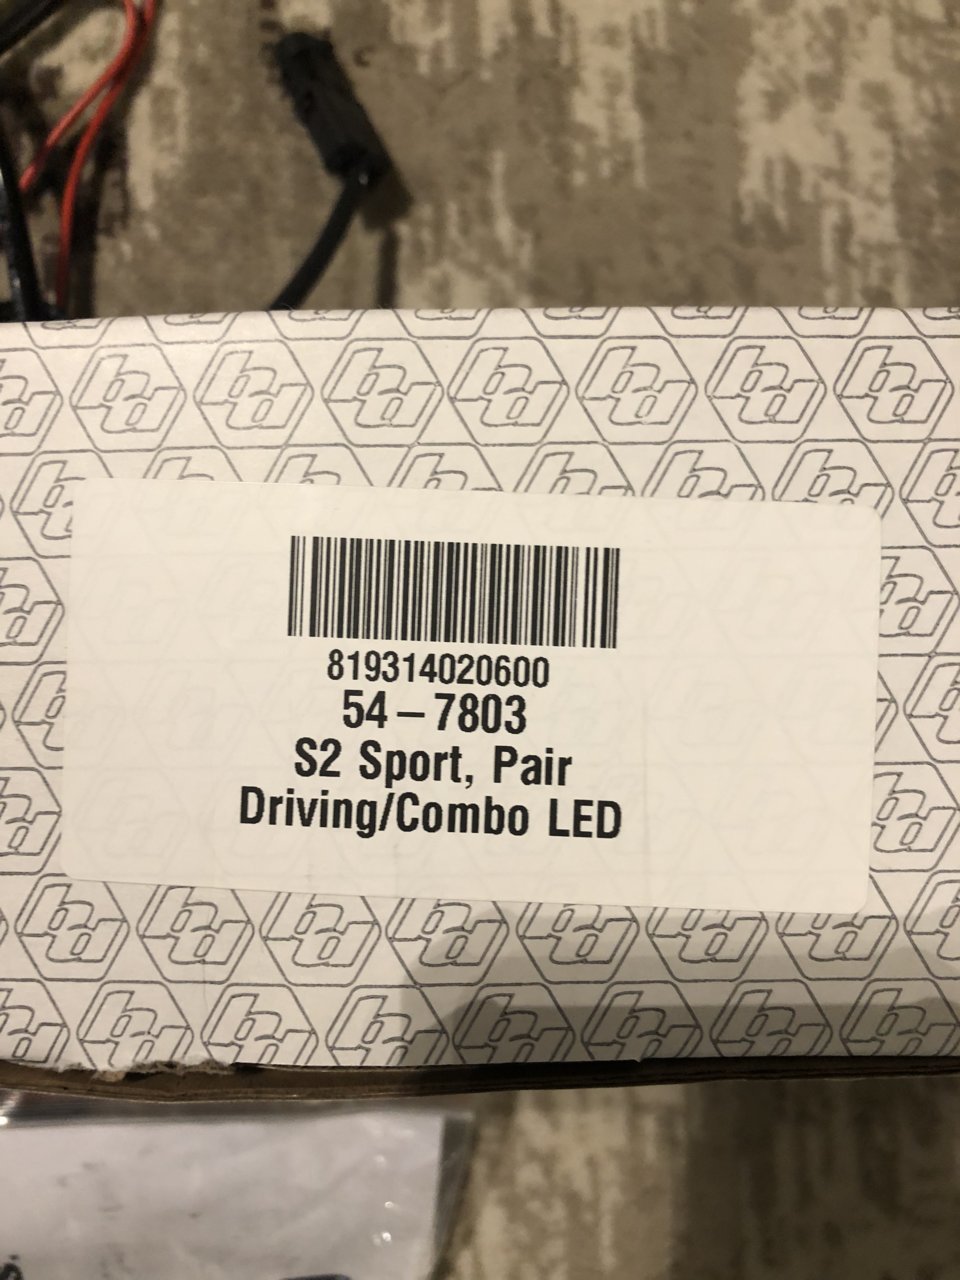 819314020600
54-7803
S2 Sport, Pair
Driving/Combo LED